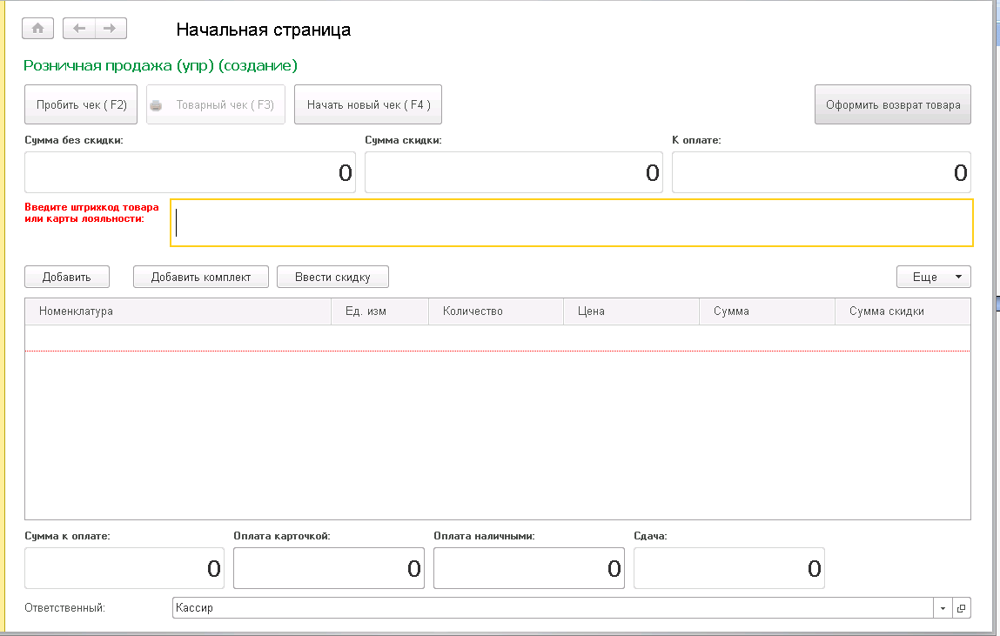 Начальная страница
Розничная продажа (упр) (создание)
Пробить чек ( F2)
Товарный чек ( F3)
Начать новый чек ( F4 )
Оформить возврат товара
Сумма без скидки:
Сумма скидки:
К оплате:
0
0
0
Введите штрихкод товара
или карты лояльности:
Добавить
Добавить комплект
Ввести скидку
Еще
Номенклатура
Ед. изм
Количество
Цена
Сумма
Сумма скидки
Сумма к оплате:
Оплата карточкой:
Оплата наличными:
Сдача:
0
0
0
0
Ответственный:
Кассир